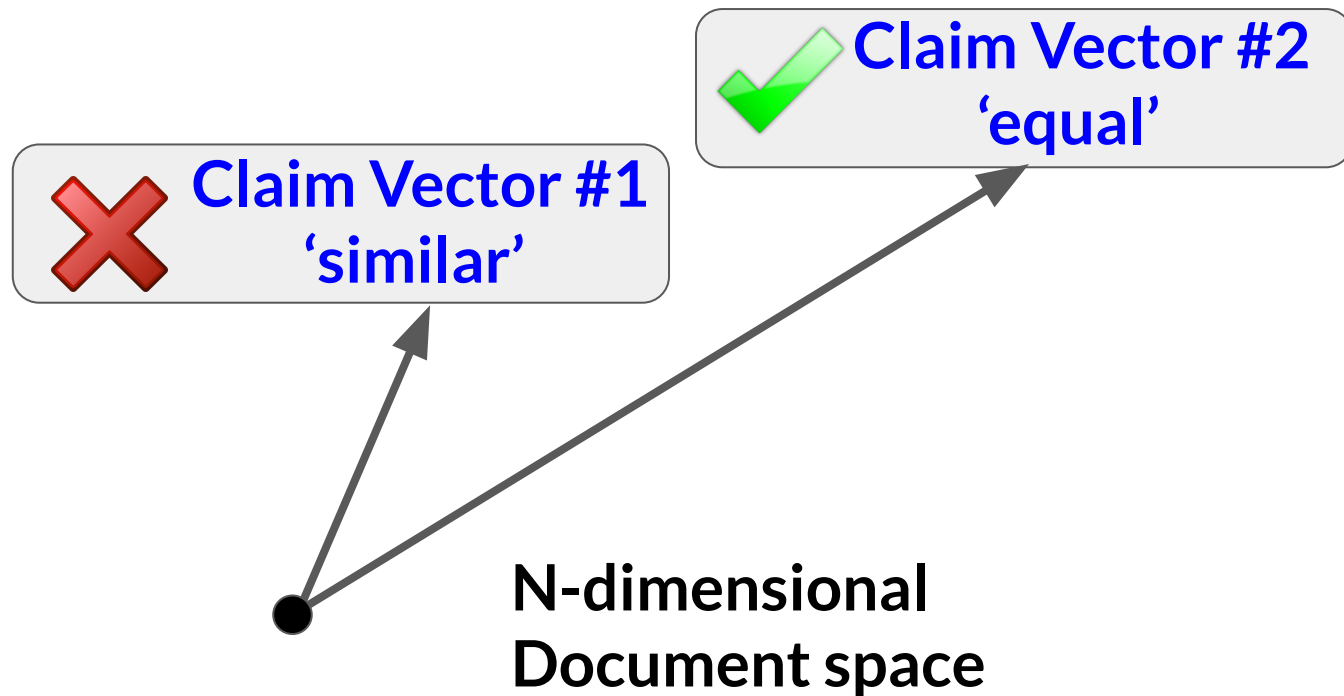 Claim Vector #2
‘equal’
Claim Vector #1
‘similar’
N-dimensional
Document space